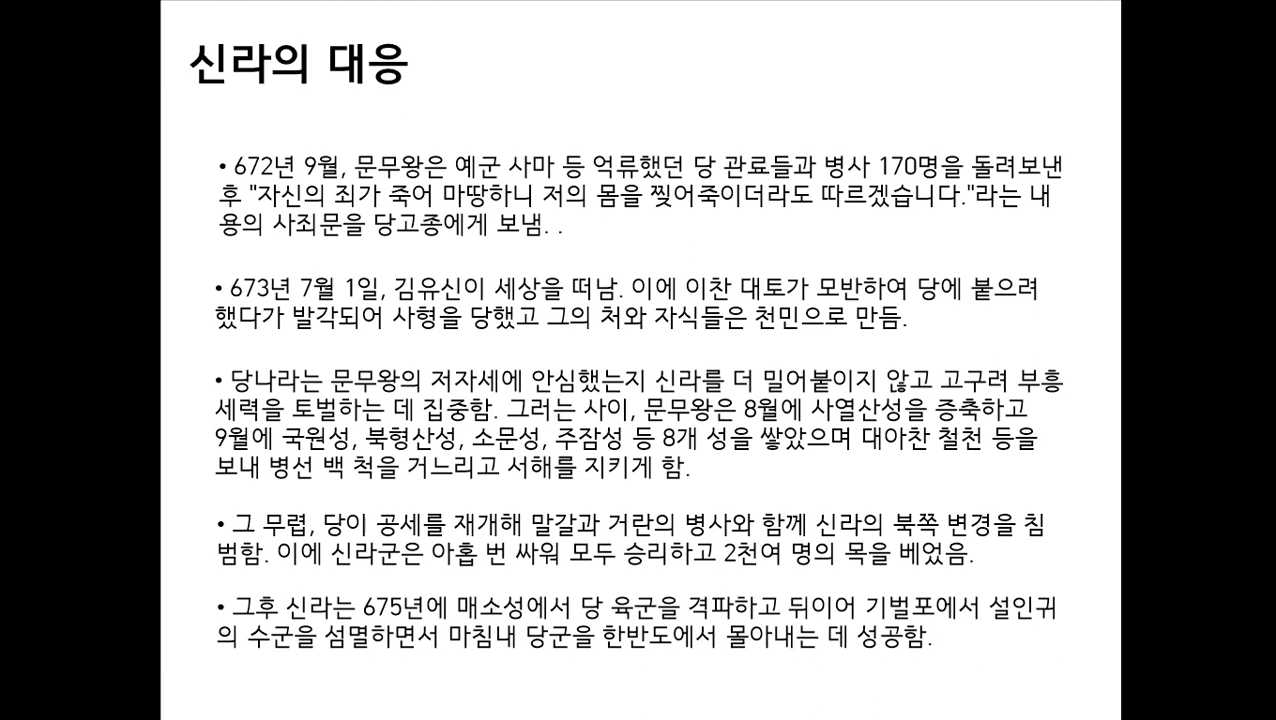 신라의 대응
• 672년 9월, 문무왕은 예군 사마 등 억류했던 당 관료들과 병사 170명을 돌려보낸
후 "자신의 죄가 죽어 마땅하니 저의 몸을 찢어죽이더라도 따르겠습니다."라는 내
용의 사죄문을 당고종에게 보냄. .
• 673년 7월 1일, 김유신이 세상을 떠남. 이에 이찬 대토가 모반하여 당에 붙으려
했다가 발각되어 사형을 당했고 그의 처와 자식들은 천민으로 만듬.
• 당나라는 문무왕의 저자세에 안심했는지 신라를 더 밀어붙이지 않고 고구려 부흥
세력을 토벌하는 데 집중함. 그러는 사이, 문무왕은 8월에 사열산성을 증축하고
9월에 국원성, 북형산성, 소문성, 주잠성 등 8개 성을 쌓았으며 대아찬 철천 등을
보내 병선 백 척을 거느리고 서해를 지키게 함.
• 그 무렵, 당이 공세를 재개해 말갈과 거란의 병사와 함께 신라의 북쪽 변경을 침
범함. 이에 신라군은 아홉 번 싸워 모두 승리하고 2천여 명의 목을 베었음.
• 그후 신라는 675년에 매소성에서 당 육군을 격파하고 뒤이어 기벌포에서 설인귀
의 수군을 섬멸하면서 마침내 당군을 한반도에서 몰아내는 데 성공함.